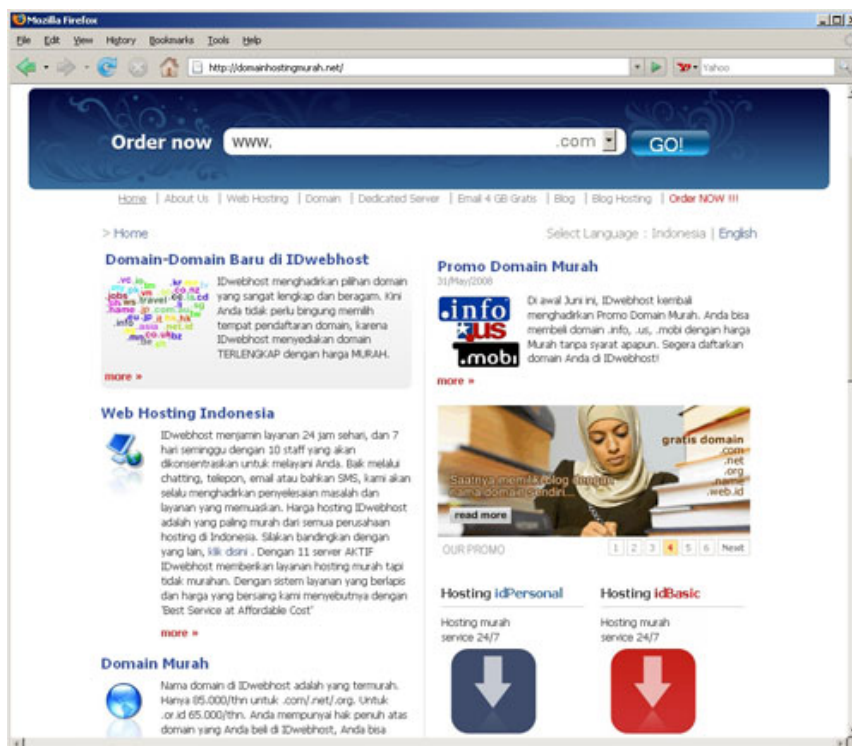 Mozilla Firefox
File Edit View History Bookmarks Tools Help
http://domainhostingmurah.net/
Yahoo
Order now www. .com GO!
Home | About Us | Web Hosting | Domain | Dedicated Server | Email 4 GB Gratis | Blog | Blog Hosting | Order NOW !!!
> Home
Select Language : Indonesia | English
Domain-Domain Baru di IDwebhost
IDwebhost menghadirkan pilihan domain
yang sangat lengkap dan beragam. Kini
Anda tidak perlu bingung memilih
tempat pendaftaran domain, karena
IDwebhost menyediakan domain
TERLENGKAP dengan harga MURAH.
more »
Web Hosting Indonesia
IDwebhost menjamin layanan 24 jam sehari, dan 7
hari seminggu dengan 10 staff yang akan
dikonsentrasikan untuk melayani Anda. Baik melalui
chatting, telepon, email atau bahkan SMS, kami akan
selalu menghadirkan penyelesaian masalah dan
layanan yang memuaskan. Harga hosting IDwebhost
adalah yang paling murah dari semua perusahaan
hosting di Indonesia. Silakan bandingkan dengan
yang lain, klik disini . Dengan 11 server AKTIF
IDwebhost memberikan layanan hosting murah tapi
tidak murahan. Dengan sistem layanan yang berlapis
dan harga yang bersaing kami menyebutnya dengan
'Best Service at Affordable Cost'
more »
Domain Murah
Nama domain di IDwebhost adalah yang termurah.
Hanya 85.000/thn untuk .com/.net/.org. Untuk
.or.id 65.000/thn. Anda mempunyai hak penuh atas
domain yang Anda beli di IDwebhost, Anda bisa
Promo Domain Murah
31/May/2008
.info
.us
.mobi
Di awal Juni ini, IDwebhost kembali
menghadirkan Promo Domain Murah. Anda bisa
membeli domain .info, .us, .mobi dengan harga
Murah tanpa syarat apapun. Segera daftarkan
domain Anda di IDwebhost!
more »
gratis domain
.com
.net
.org
.name
.web.id
Saatnya memiliki blog dengan
nama domain sendiri...
read more
OUR PROMO 1 2 3 4 5 6 Next
Hosting idPersonal
Hosting murah
service 24/7
Hosting idBasic
Hosting murah
service 24/7